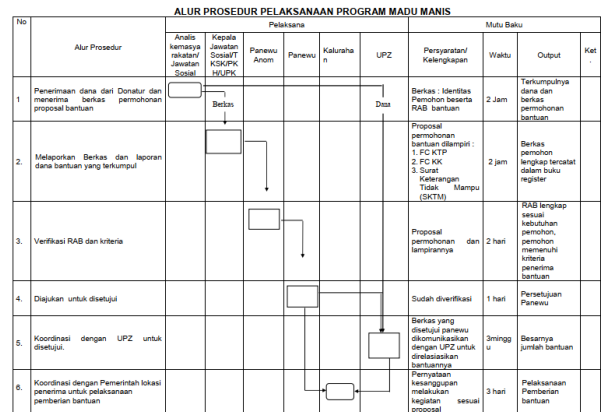 ALUR PROSEDUR PELAKSANAAN PROGRAM MADU MANIS
No
Alur Prosedur
Pelaksana
Mutu Baku
Analis
kemasya
rakatan/
Jawatan
Sosial
Kepala
Jawatan
Sosial/T
KSK/PK
H/UPK
Panewu
Anom
Panewu
Kaluraha
n
UPZ
Persyaratan/
Kelengkapan
Waktu
Output
Ket
.
1
Penerimaan dana dari Donatur dan
menerima berkas permohonan
proposal bantuan
Berkas
Dana
Berkas : Identitas
Pemohon beserta
RAB bantuan
2 Jam
Terkumpulnya
dana dan
berkas
permohonan
bantuan
2.
Melaporkan Berkas dan laporan
dana bantuan yang terkumpul
Proposal
permohonan
bantuan dilampiri :
1. FC KTP
2. FC KK
3. Surat
Keterangan
Tidak Mampu
(SKTM)
2 jam
Berkas
pemohon
lengkap tercatat
dalam buku
register
3.
Verifikasi RAB dan kriteria
Proposal
permohonan dan
lampirannya
2 hari
RAB lengkap
sesuai
kebutuhan
pemohon,
pemohon
memenuhi
kriteria
penerima
bantuan
4.
Diajukan untuk disetujui
Sudah diverifikasi
1 hari
Persetujuan
Panewu
5.
Koordinasi dengan UPZ untuk
disetujui.
Berkas yang
disetujui panewu
dikomunikasikan
dengan UPZ untuk
direlasiasikan
bantuannya
3mingg
u
Besarnya
jumlah bantuan
6.
Koordinasi dengan Pemerintah lokasi
penerima untuk pelaksanaan
pemberian bantuan
Pernyataan
kesanggupan
melakukan
kegiatan sesuai
proposal
3 hari
Pelaksanaan
Pemberian
bantuan